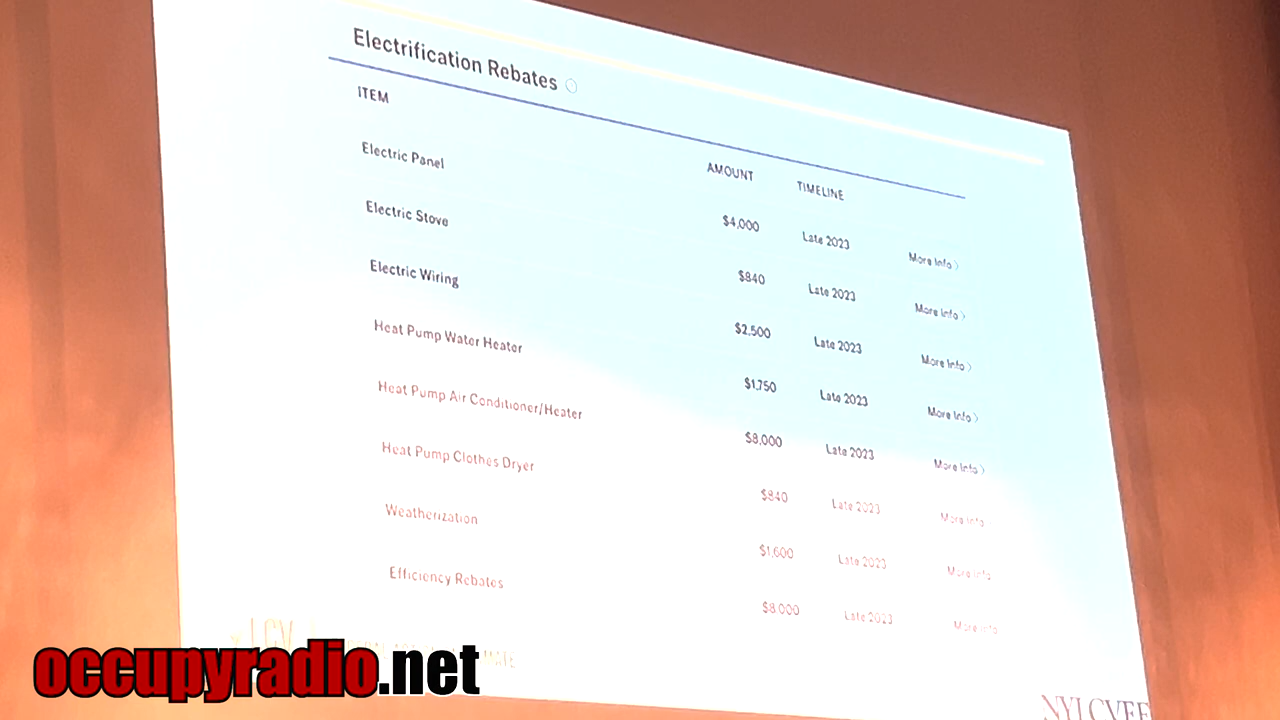 Electrification Rebates
ITEM AMOUNT TIMELINE
Electric Panel $4,000 Late 2023 More Info >
Electric Stove $840 Late 2023 More Info >
Electric Wiring $2,500 Late 2023 More Info >
Heat Pump Water Heater $1,750 Late 2023 More Info >
Heat Pump Air Conditioner/Heater $8,000 Late 2023 More Info >
Heat Pump Clothes Dryer $840 Late 2023 More Info
Weatherization $1,600 Late 2023 More Info
Efficiency Rebates $8,000 Late 2023 More Info
LCV
occupyradio.net
NYLCVEF